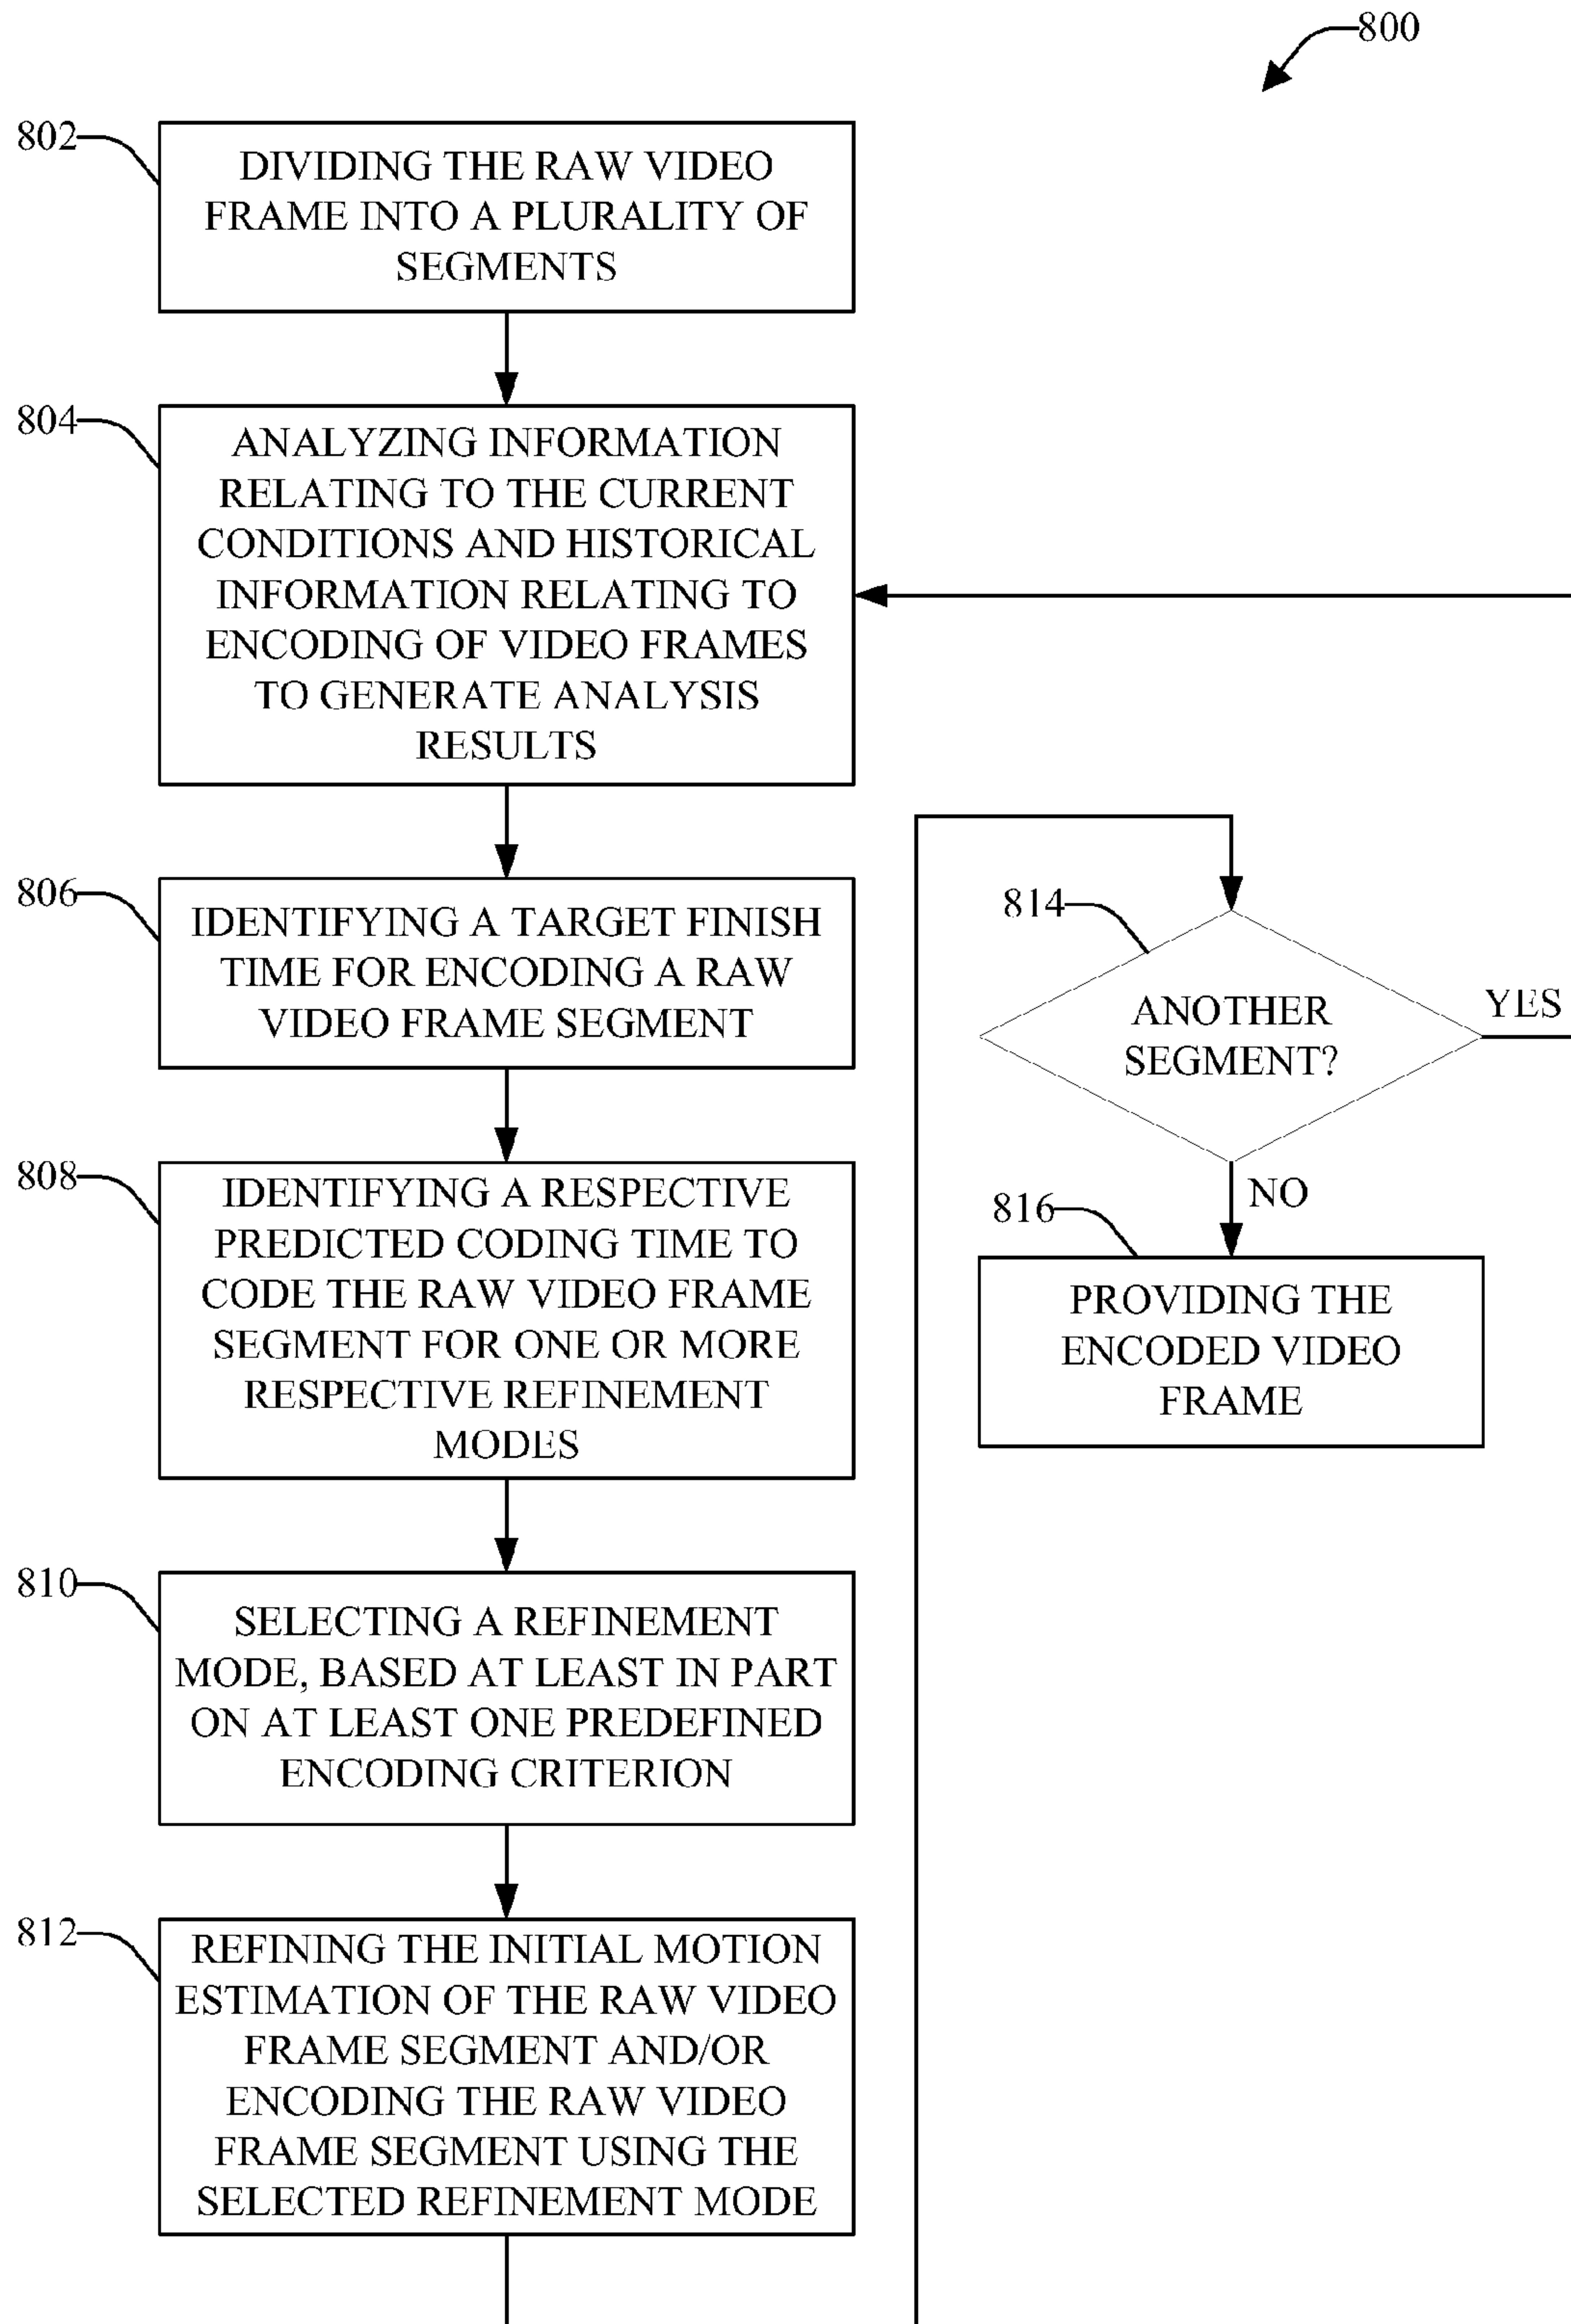 800
802
DIVIDING THE RAW VIDEO
FRAME INTO A PLURALITY OF
SEGMENTS
804
ANALYZING INFORMATION
RELATING TO THE CURRENT
CONDITIONS AND HISTORICAL
INFORMATION RELATING TO
ENCODING OF VIDEO FRAMES
TO GENERATE ANALYSIS
RESULTS
806
IDENTIFYING A TARGET FINISH
TIME FOR ENCODING A RAW
VIDEO FRAME SEGMENT
808
IDENTIFYING A RESPECTIVE
PREDICTED CODING TIME TO
CODE THE RAW VIDEO FRAME
SEGMENT FOR ONE OR MORE
RESPECTIVE REFINEMENT
MODES
810
SELECTING A REFINEMENT
MODE, BASED AT LEAST IN PART
ON AT LEAST ONE PREDEFINED
ENCODING CRITERION
812
REFINING THE INITIAL MOTION
ESTIMATION OF THE RAW VIDEO
FRAME SEGMENT AND/OR
ENCODING THE RAW VIDEO
FRAME SEGMENT USING THE
SELECTED REFINEMENT MODE
814
ANOTHER
SEGMENT?
YES
NO
816
PROVIDING THE
ENCODED VIDEO
FRAME